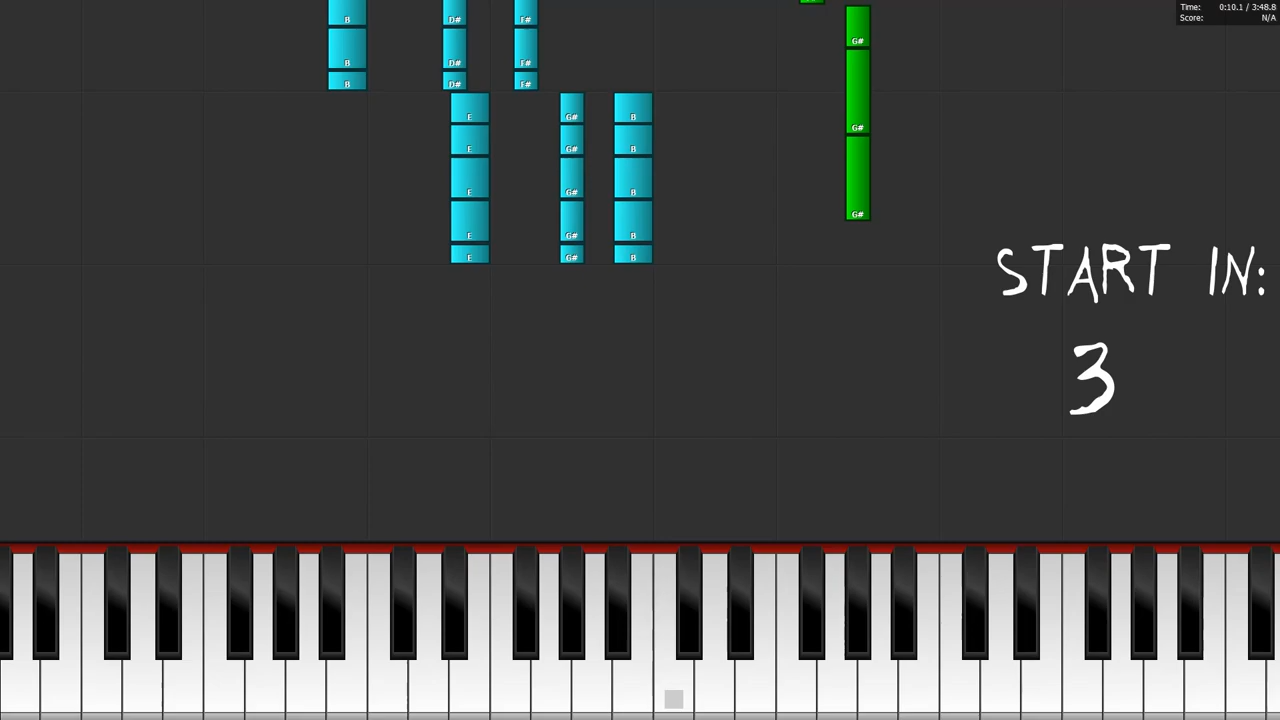 Time: 0:10.1 / 3:48.8
Score: N/A
B D# F#
G#
B D# F#
B D# F#
E G# B
G#
E G# B
E G# B
G#
E G# B
E G# B
START IN:
3